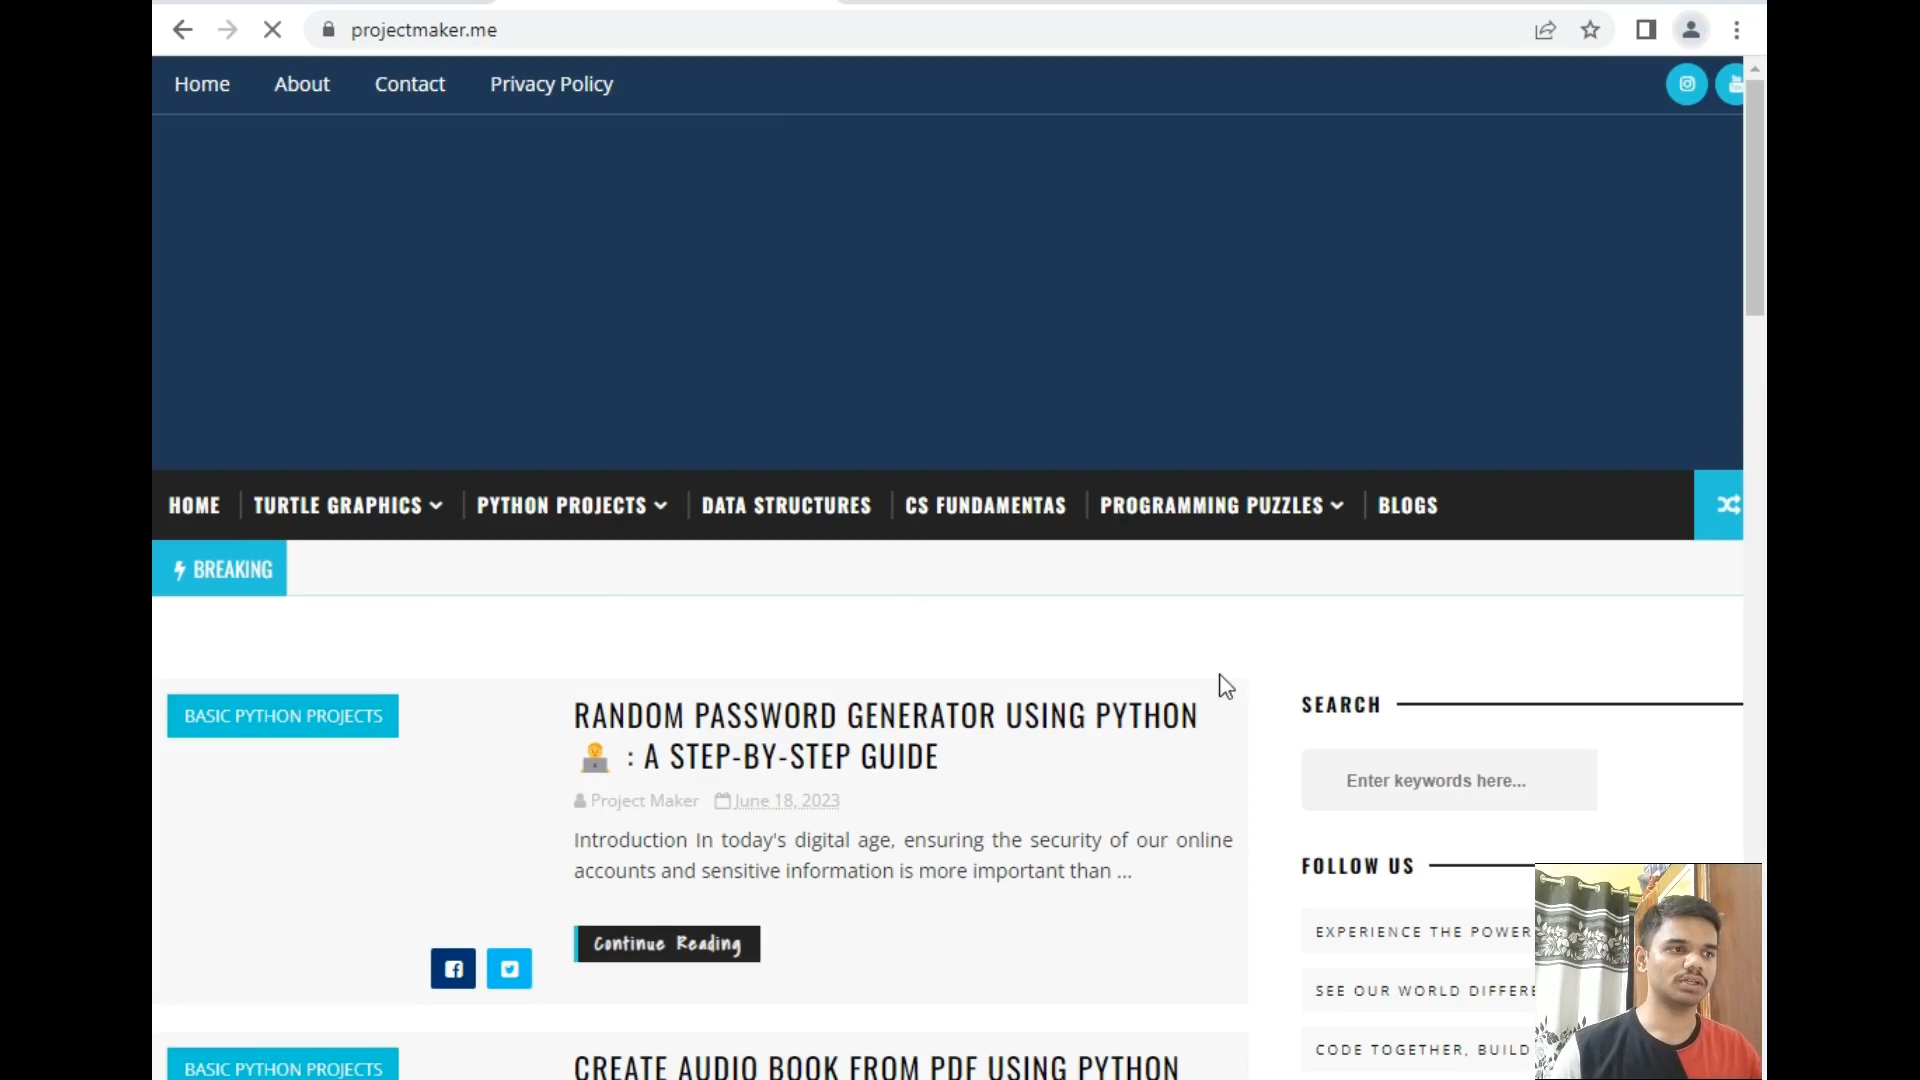 projectmaker.me
Home About Contact Privacy Policy
HOME TURTLE GRAPHICS PYTHON PROJECTS DATA STRUCTURES CS FUNDAMENTAS PROGRAMMING PUZZLES BLOGS
BREAKING
BASIC PYTHON PROJECTS
RANDOM PASSWORD GENERATOR USING PYTHON
🧑‍💻 : A STEP-BY-STEP GUIDE
Project Maker June 18, 2023
Introduction In today's digital age, ensuring the security of our online
accounts and sensitive information is more important than ...
Continue Reading
SEARCH
Enter keywords here...
FOLLOW US
EXPERIENCE THE POWER
SEE OUR WORLD DIFFERE
CODE TOGETHER, BUILD
BASIC PYTHON PROJECTS
CREATE AUDIO BOOK FROM PDF USING PYTHON